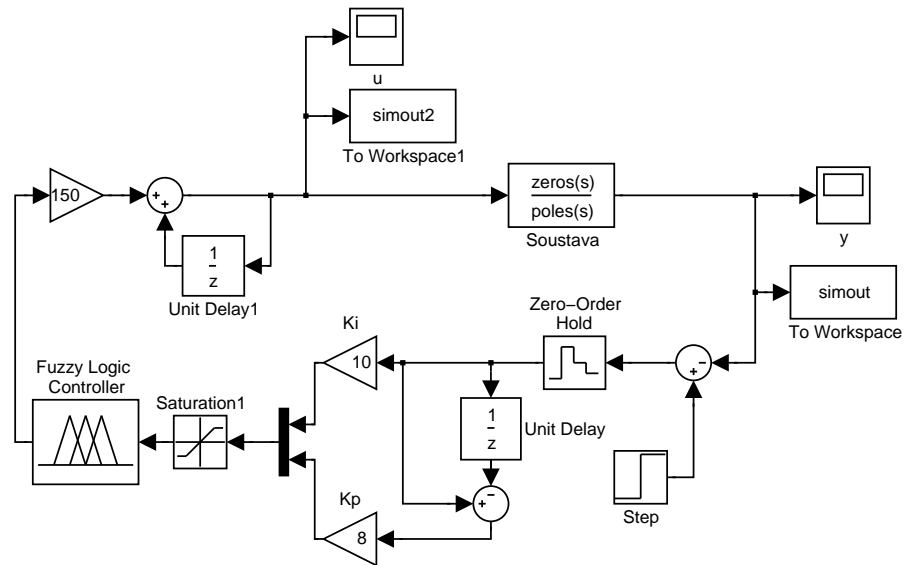 u
simout2
To Workspace1
150
+
+
zeros(s)
poles(s)
Soustava
y
1
z
Unit Delay1
simout
To Workspace
Zero−Order
Hold
Ki
10
−
+
Fuzzy Logic
Controller
Saturation1
1
z
Unit Delay
Step
Kp
8
−
+